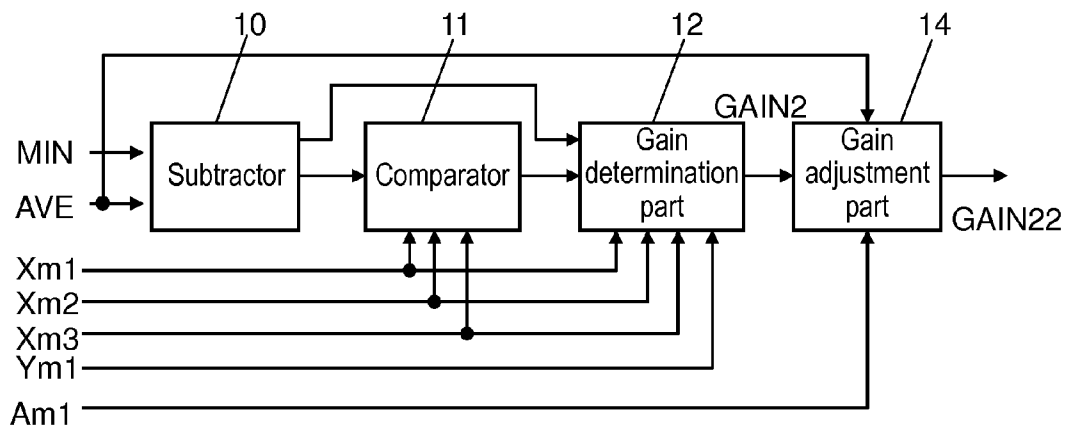 10
11
12
14
MIN
AVE
Subtractor
Comparator
Gain
determination
part
GAIN2
Gain
adjustment
part
GAIN22
Xm1
Xm2
Xm3
Ym1
Am1